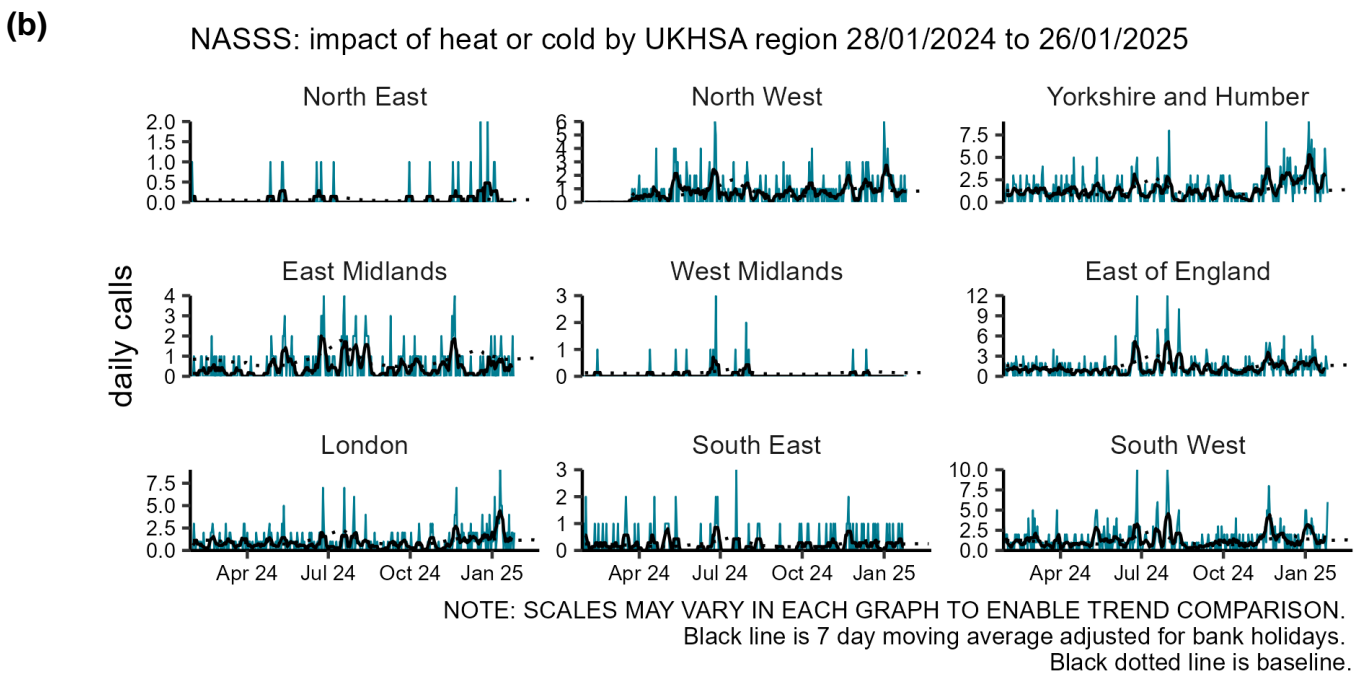 (b)
NASSS: impact of heat or cold by UKHSA region 28/01/2024 to 26/01/2025
daily calls
North East
2.0
1.5
1.0
0.5
0.0
North West
6
5
4
3
2
1
0
Yorkshire and Humber
7.5
5.0
2.5
0.0
East Midlands
4
3
2
1
0
West Midlands
3
2
1
0
East of England
12
9
6
3
0
London
7.5
5.0
2.5
0.0
South East
3
2
1
0
South West
10.0
7.5
5.0
2.5
0.0
Apr 24 Jul 24 Oct 24 Jan 25
Apr 24 Jul 24 Oct 24 Jan 25
Apr 24 Jul 24 Oct 24 Jan 25
NOTE: SCALES MAY VARY IN EACH GRAPH TO ENABLE TREND COMPARISON.
Black line is 7 day moving average adjusted for bank holidays.
Black dotted line is baseline.